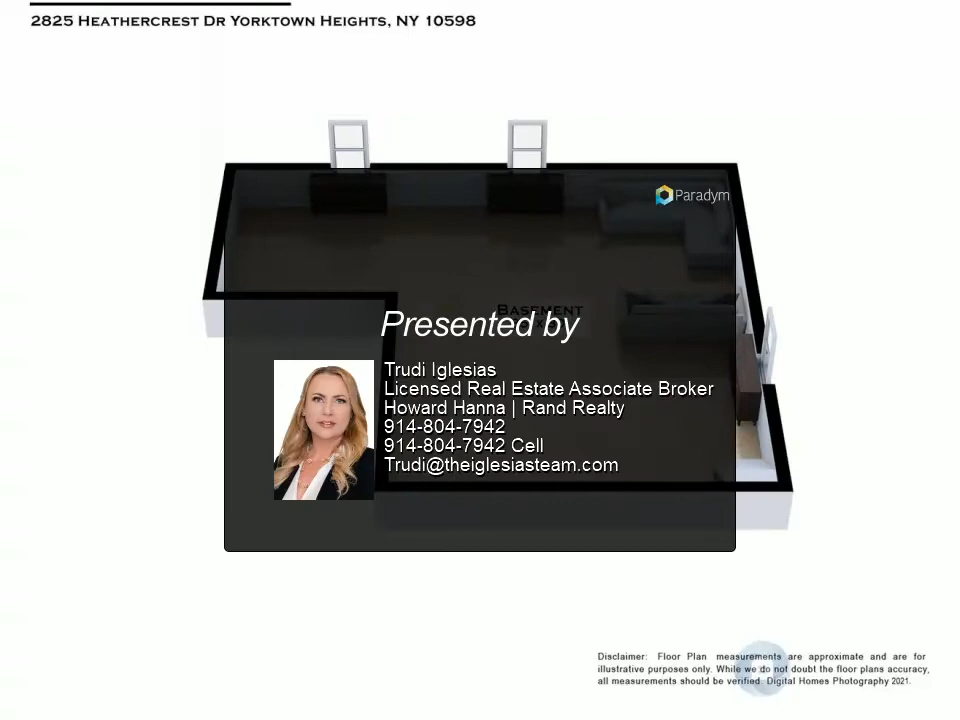 2825 Heathercrest Dr Yorktown Heights, NY 10598
Paradym
Basement
Presented by
Trudi Iglesias
Licensed Real Estate Associate Broker
Howard Hanna | Rand Realty
914-804-7942
914-804-7942 Cell
Trudi@theiglesiasteam.com
Disclaimer: Floor Plan measurements are approximate and are for
illustrative purposes only. While we do not doubt the floor plans accuracy,
all measurements should be verified. Digital Homes Photography 2021.